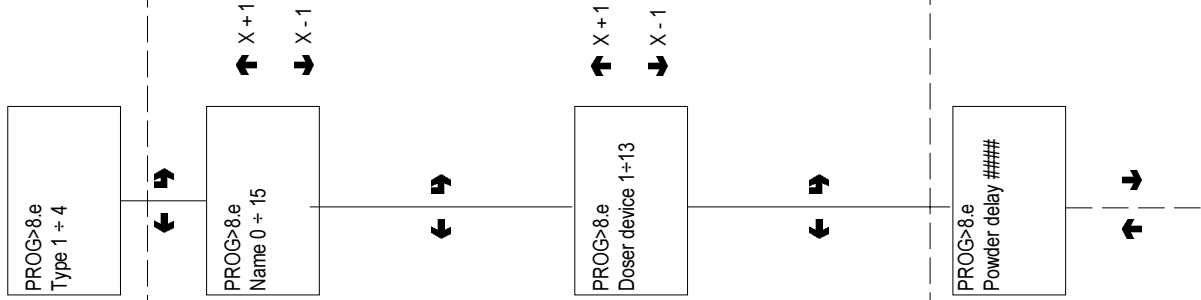 PROG>8.e
Type 1 ÷ 4
X + 1
X - 1
PROG>8.e
Name 0 ÷ 15
X + 1
X - 1
PROG>8.e
Doser device 1÷13
PROG>8.e
Powder delay ####